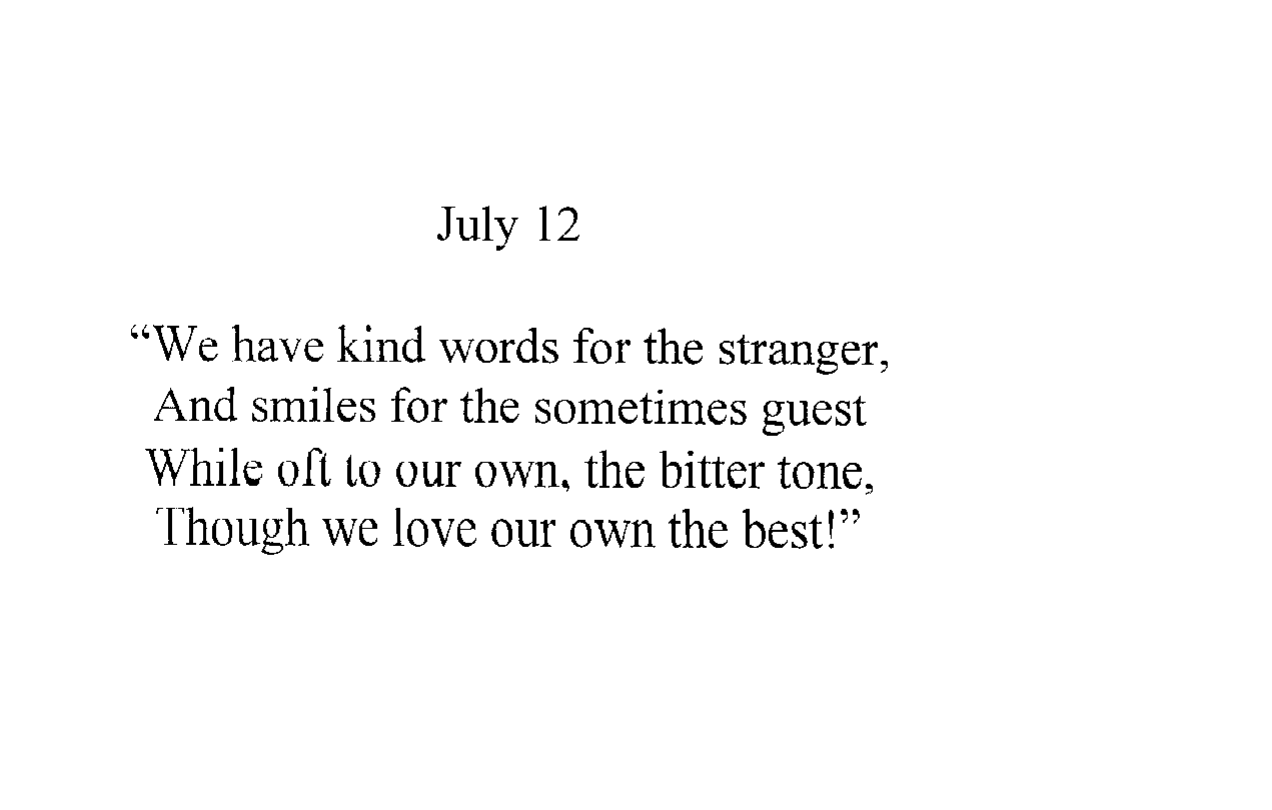 July 12
“We have kind words for the stranger,
And smiles for the sometimes guest
While oft to our own, the bitter tone,
Though we love our own the best!”